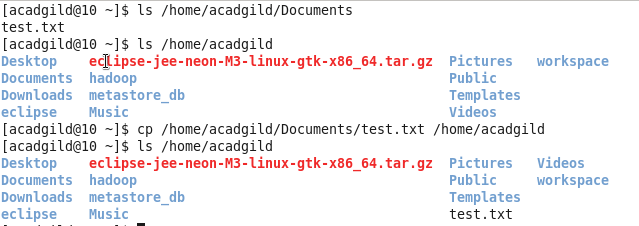 [acadgild@10 ~]$ ls /home/acadgild/Documents
test.txt
[acadgild@10 ~]$ ls /home/acadgild
Desktop eclipse-jee-neon-M3-linux-gtk-x86_64.tar.gz Pictures workspace
Documents hadoop Public
Downloads metastore_db Templates
eclipse Music Videos
[acadgild@10 ~]$ cp /home/acadgild/Documents/test.txt /home/acadgild
[acadgild@10 ~]$ ls /home/acadgild
Desktop eclipse-jee-neon-M3-linux-gtk-x86_64.tar.gz Pictures Videos
Documents hadoop Public workspace
Downloads metastore_db Templates
eclipse Music test.txt